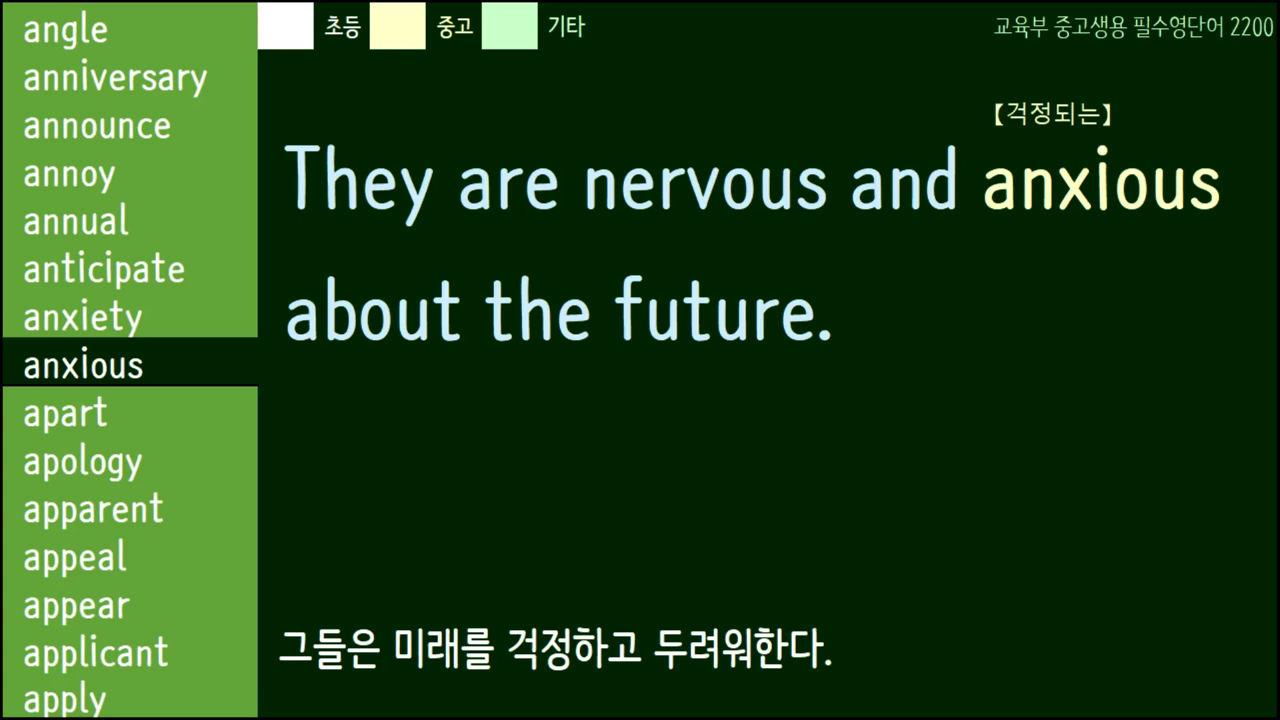 angle
anniversary
announce
annoy
annual
anticipate
anxiety
anxious
apart
apology
apparent
appeal
appear
applicant
apply
초등 중고 기타
교육부 중고생용 필수영단어 2200
【걱정되는】
They are nervous and anxious
about the future.
그들은 미래를 걱정하고 두려워한다.